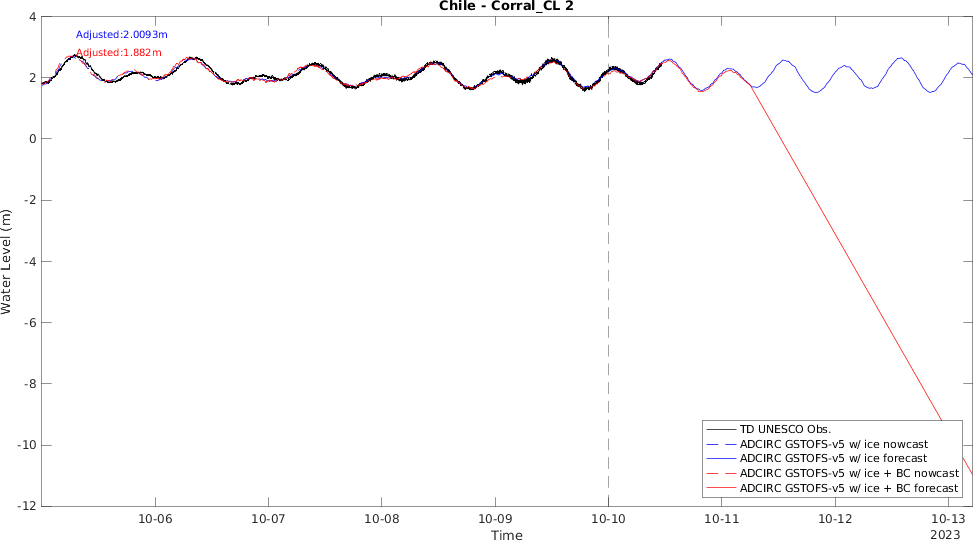 Chile - Corral_CL 2
Adjusted:2.0093m
Adjusted:1.882m
Water Level (m)
4
2
0
-2
-4
-6
-8
-10
-12
TD UNESCO Obs.
ADCIRC GSTOFS-v5 w/ ice nowcast
ADCIRC GSTOFS-v5 w/ ice forecast
ADCIRC GSTOFS-v5 w/ ice + BC nowcast
ADCIRC GSTOFS-v5 w/ ice + BC forecast
10-06 10-07 10-08 10-09 10-10 10-11 10-12 10-13
Time
2023